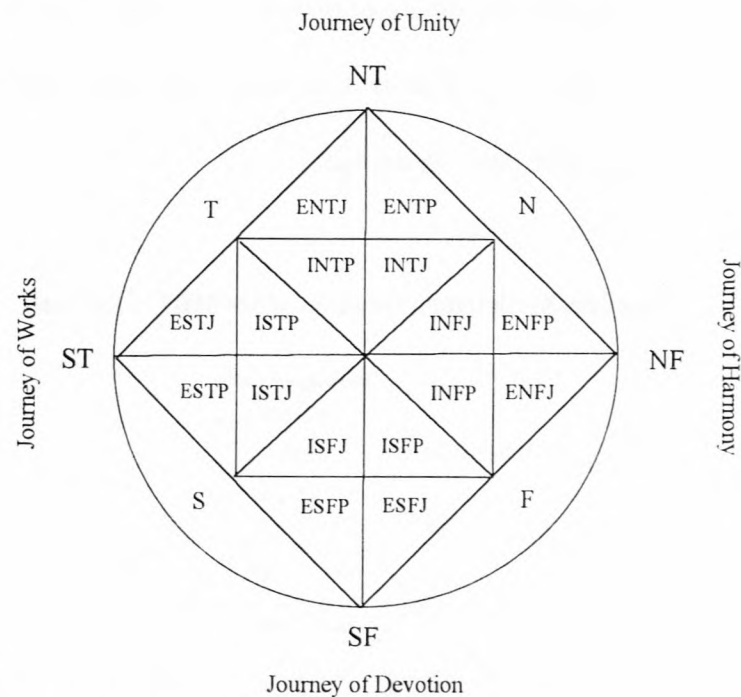 Journey of Unity
NT
T
ENTJ ENTP
N
INTP INTJ
Journey of Works
Journey of Harmony
ESTJ ISTP INFJ ENFP
ST
NF
ESTP ISTJ INFP ENFJ
ISFJ ISFP
S
ESFP ESFJ
F
SF
Journey of Devotion